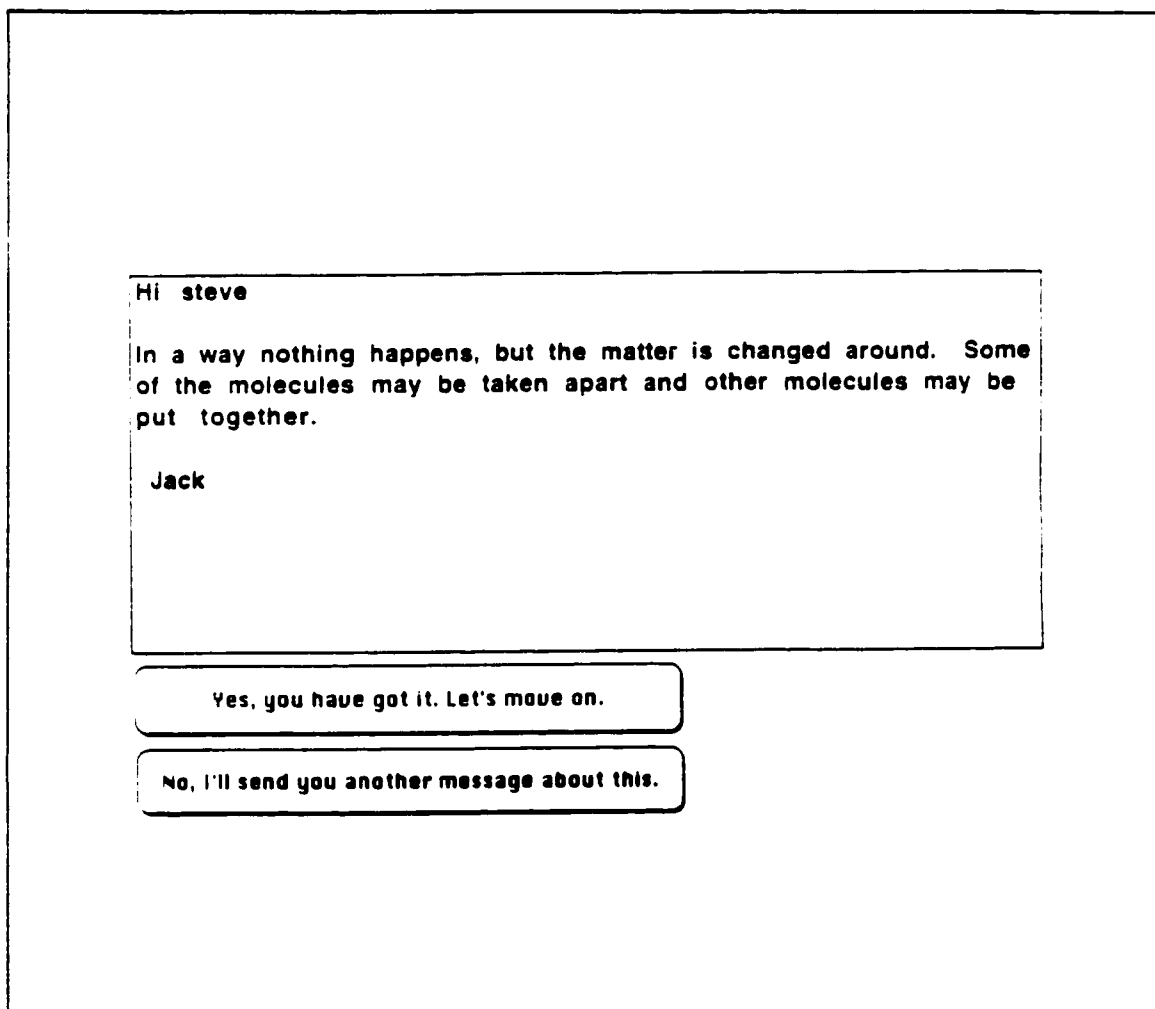 Hi steve
In a way nothing happens, but the matter is changed around. Some
of the molecules may be taken apart and other molecules may be
put together.
Jack
Yes, you have got it. Let's move on.
No, I'll send you another message about this.